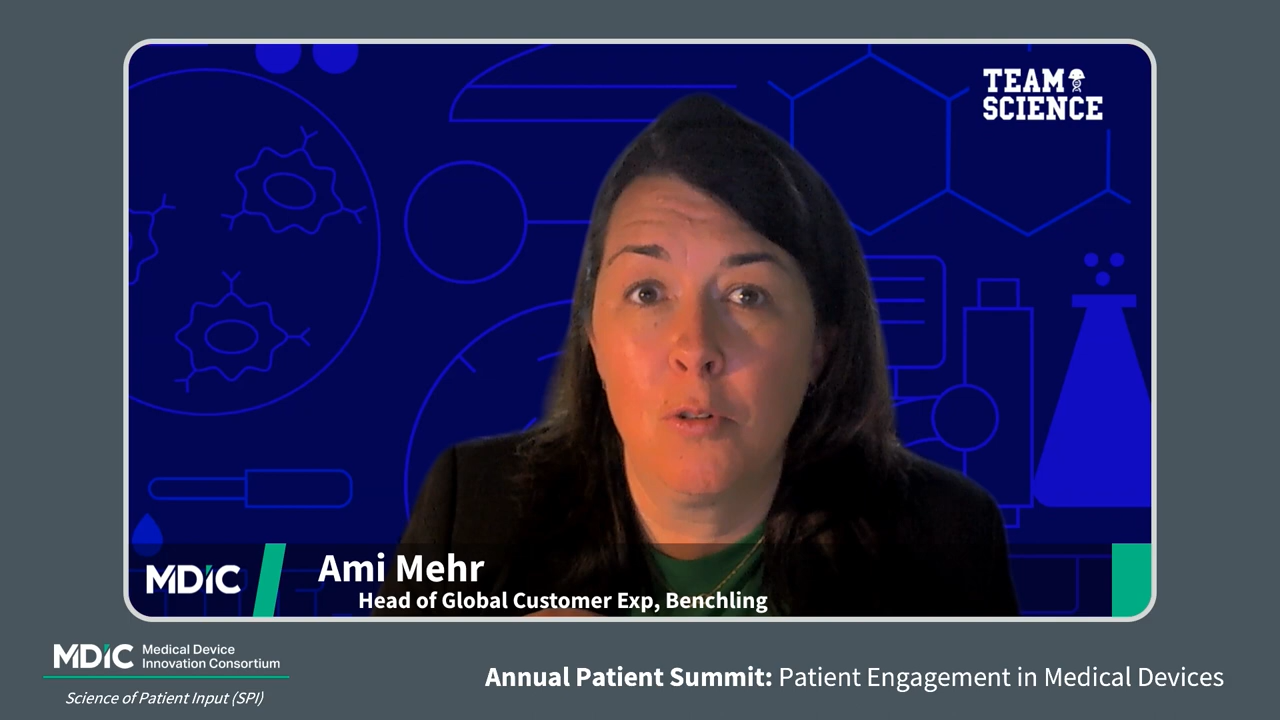 TEAM
SCIENCE
MDIC
Ami Mehr
Head of Global Customer Exp, Benchling
MDIC
Medical Device
Innovation Consortium
Science of Patient Input (SPI)
Annual Patient Summit: Patient Engagement in Medical Devices